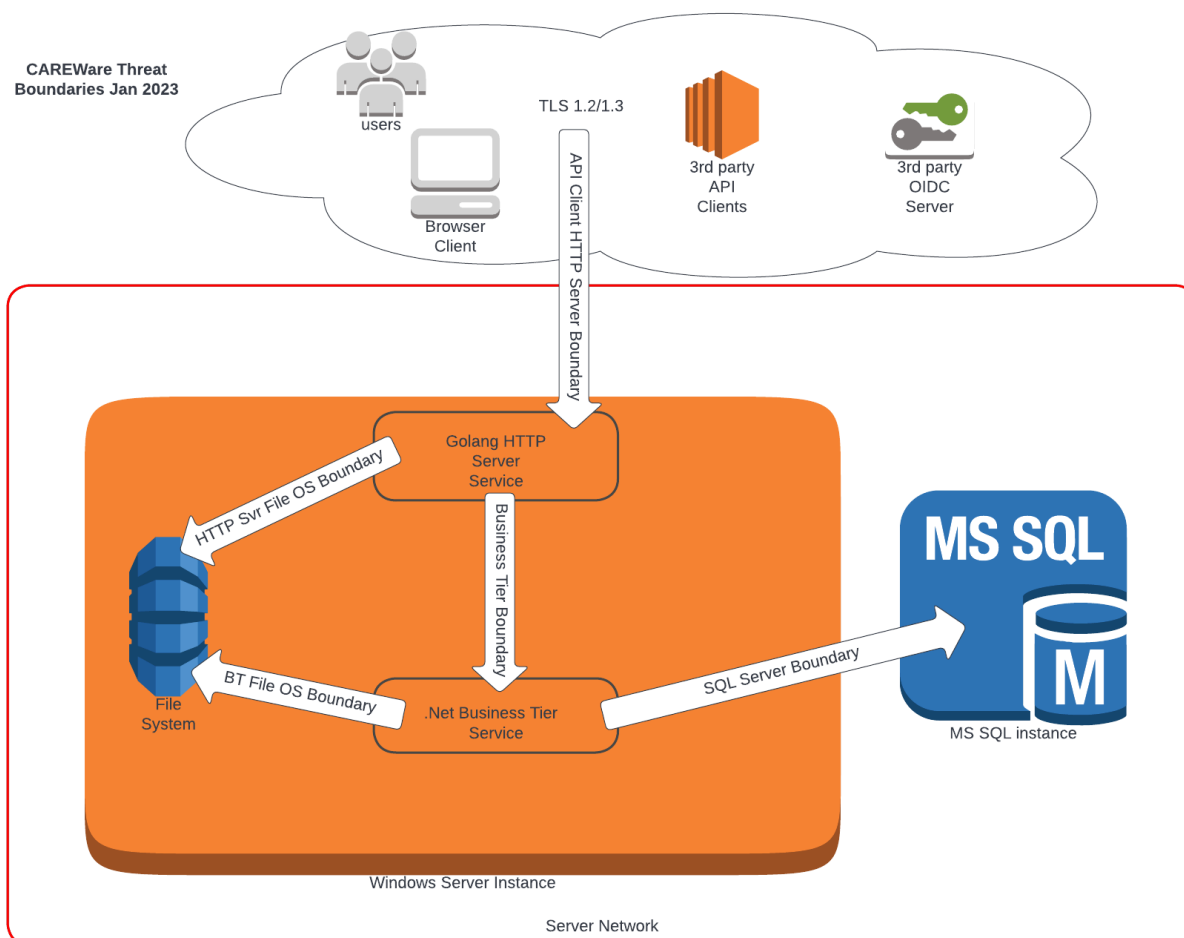 CAREWare Threat
Boundaries Jan 2023
users
TLS 1.2/1.3
Browser
Client
3rd party
API
Clients
3rd party
OIDC
Server
API Client HTTP Server Boundary
Golang HTTP
Server
Service
HTTP Svr File OS Boundary
Business Tier Boundary
MS SQL
M
File
System
BT File OS Boundary
.Net Business Tier
Service
SQL Server Boundary
MS SQL instance
Windows Server Instance
Server Network